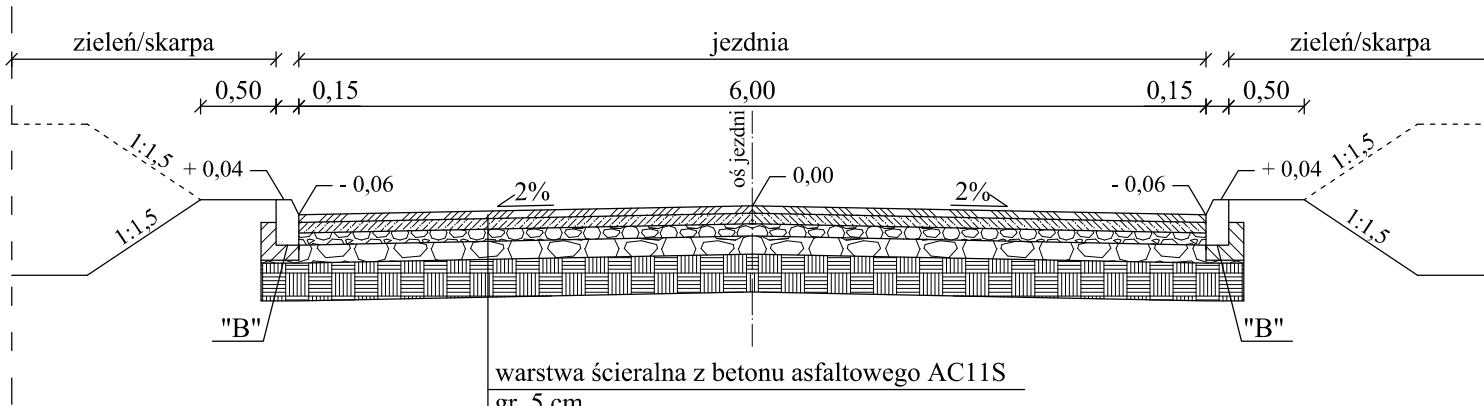 zieleń/skarpa jezdnia zieleń/skarpa
0,50 0,15 6,00 0,15 0,50
oś jezdni
1:1,5 + 0,04 - 0,06 2% 0,00 2% - 0,06 + 0,04 1:1,5
1:1,5 1:1,5
"B" "B"
warstwa ścieralna z betonu asfaltowego AC11S
gr. 5 cm